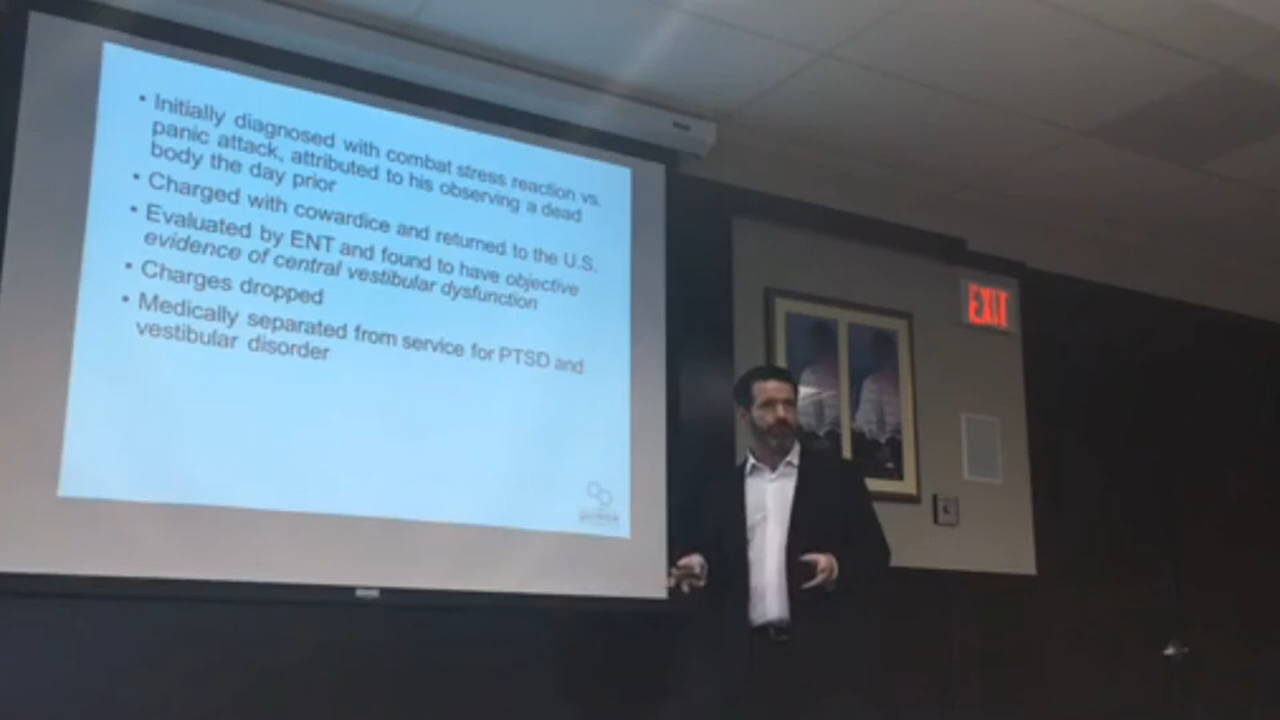 • Initially diagnosed with combat stress reaction vs.
panic attack, attributed to his observing a dead
body the day prior
• Charged with cowardice and returned to the U.S.
• Evaluated by ENT and found to have objective
evidence of central vestibular dysfunction
• Charges dropped
• Medically separated from service for PTSD and
vestibular disorder
EXIT